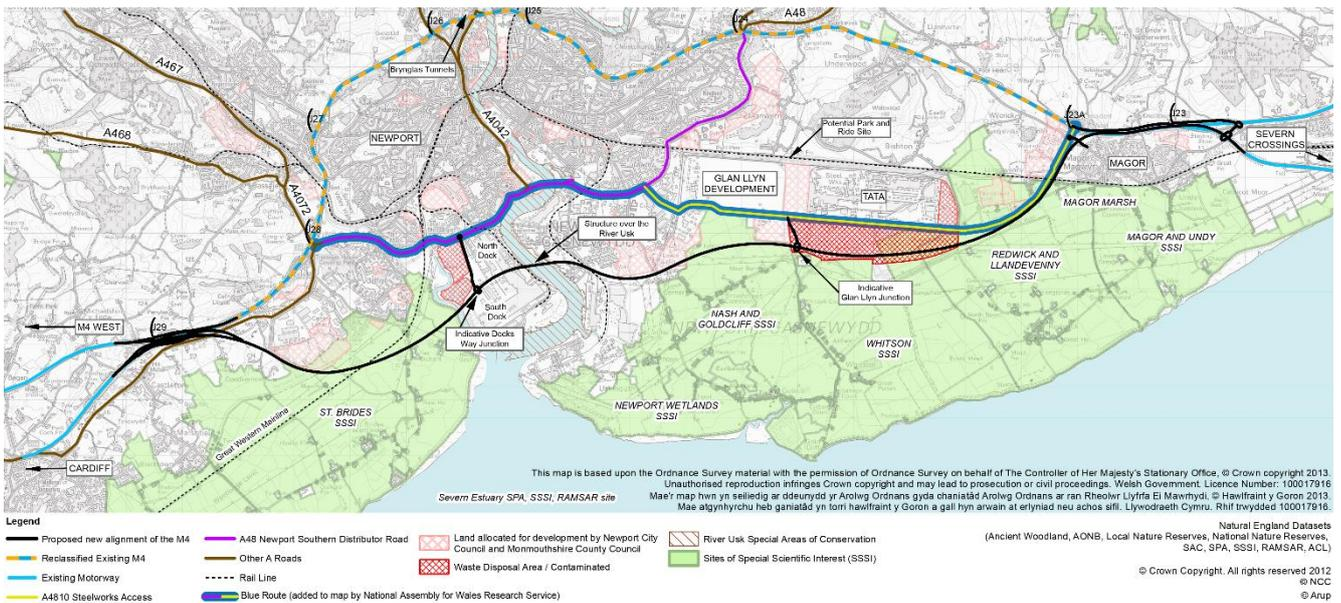 J26
J25
J24
A48
A467
Brynglas Tunnels
J27
NEWPORT
A4042
Potential Park and
Ride Site
J23A
J23
SEVERN
CROSSINGS
A468
GLAN LLYN
DEVELOPMENT
TATA
MAGOR
A4072
MAGOR MARSH
J28
Structure over the
River Usk
North
Dock
MAGOR AND UNDY
SSSI
REDWICK AND
LLANDEVENNY
SSSI
Indicative
Glan Llyn Junction
South
Dock
M4 WEST
J29
Indicative Docks
Way Junction
NASH AND
GOLDCLIFF SSSI
WHITSON
SSSI
ST. BRIDES
SSSI
NEWPORT WETLANDS
SSSI
Great Western Mainline
CARDIFF
Severn Estuary SPA, SSSI, RAMSAR site
This map is based upon the Ordnance Survey material with the permission of Ordnance Survey on behalf of The Controller of Her Majesty's Stationary Office, © Crown copyright 2013.
Unauthorised reproduction infringes Crown copyright and may lead to prosecution or civil proceedings. Welsh Government. Licence Number: 100017916
Mae'r map hwn yn seiliedig ar ddeunydd yr Arolwg Ordnans gyda chaniatâd Arolwg Ordnans ar ran Rheolwr Llyfrfa Ei Mawrhydi, © Hawlfraint y Goron 2013.
Mae atgynhyrchu heb ganiatâd yn torri hawlfraint y Goron a gall hyn arwain at erlyniad neu achos sifil. Llywodraeth Cymru. Rhif trwydded 100017916.
Legend
Proposed new alignment of the M4
Reclassified Existing M4
Existing Motorway
A4810 Steelworks Access
A48 Newport Southern Distributor Road
Other A Roads
Rail Line
Blue Route (added to map by National Assembly for Wales Research Service)
Land allocated for development by Newport City
Council and Monmouthshire County Council
Waste Disposal Area / Contaminated
River Usk Special Areas of Conservation
Sites of Special Scientific Interest (SSSI)
Natural England Datasets
(Ancient Woodland, AONB, Local Nature Reserves, National Nature Reserves,
SAC, SPA, SSSI, RAMSAR, ACL)
© Crown Copyright. All rights reserved 2012
© NCC
© Arup